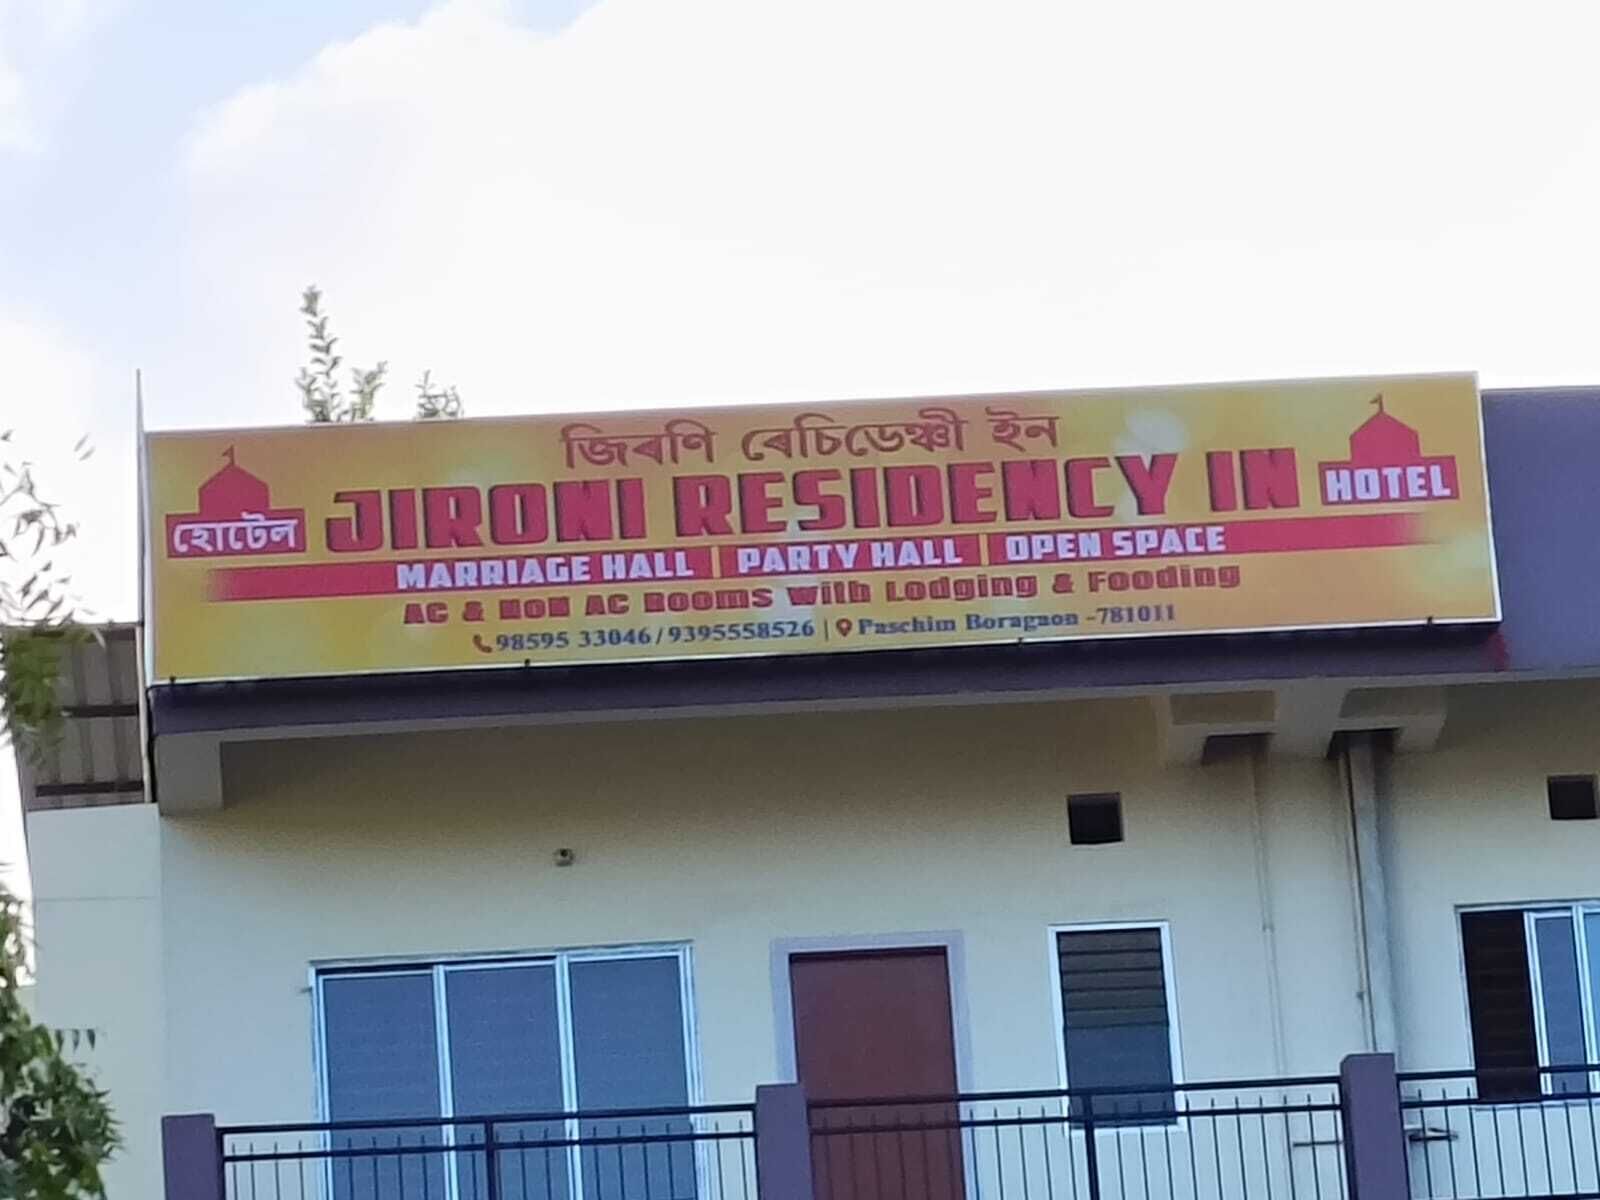 জিৰণি ৰেচিডেঞ্চী ইন
হোটেল
JIRONI RESIDENCY IN
HOTEL
MARRIAGE HALL | PARTY HALL | OPEN SPACE
AC & NON AC Rooms With Lodging & Fooding
98595 33046/9395558526 | Paschim Boragaon -781011